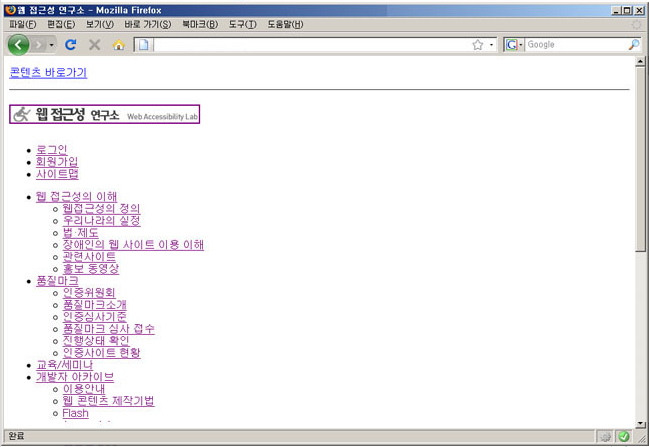 웹 접근성 연구소 - Mozilla Firefox
파일(F) 편집(E) 보기(V) 바로 가기(S) 북마크(B) 도구(T) 도움말(H)
Google
콘텐츠 바로가기
웹 접근성 연구소 Web Accessibility Lab
로그인
회원가입
사이트맵
웹 접근성의 이해
웹접근성의 정의
우리나라의 실정
법·제도
장애인의 웹 사이트 이용 이해
관련사이트
홍보 동영상
품질마크
인증위원회
품질마크소개
인증심사기준
품질마크 심사 접수
진행상태 확인
인증사이트 현황
교육/세미나
개발자 아카이브
이용안내
웹 콘텐츠 제작기법
Flash
완료